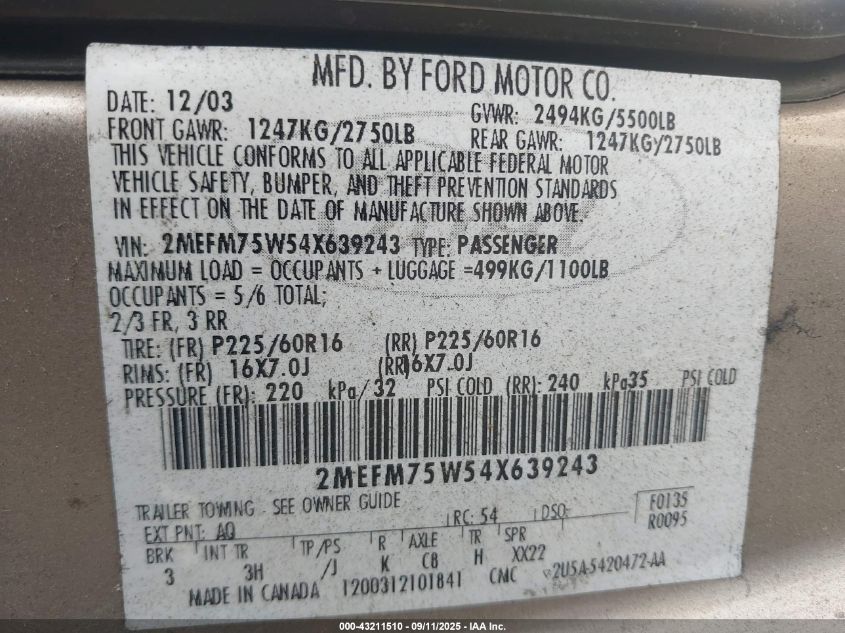 MFD. BY FORD MOTOR CO.
DATE: 12/03 GVWR: 2494KG/5500LB
FRONT GAWR: 1247KG/2750LB REAR GAWR: 1247KG/2750LB
THIS VEHICLE CONFORMS TO ALL APPLICABLE FEDERAL MOTOR
VEHICLE SAFETY, BUMPER, AND THEFT PREVENTION STANDARDS
IN EFFECT ON THE DATE OF MANUFACTURE SHOWN ABOVE.
VIN: 2MEFM75W54X639243 TYPE: PASSENGER
MAXIMUM LOAD = OCCUPANTS + LUGGAGE =499KG/1100LB
OCCUPANTS = 5/6 TOTAL;
2/3 FR, 3 RR
TIRE: (FR) P225/60R16 (RR) P225/60R16
RIMS: (FR) 16X7.0J (RR)16X7.0J
PRESSURE (FR): 220 kPa/32 PSI COLD (RR): 240 kPa35 PSI COLD
2MEFM75W54X639243
TRAILER TOWING - SEE OWNER GUIDE
EXT PNT: AQ RC: 54 DSO: F0135
R0095
BRK INT TR TP/PS R AXLE TR SPR
3 3H /J K C8 H XX22
MADE IN CANADA 1200312101841 CMC 2U5A-5420472-AA
000-43211510 - 09/11/2025 - IAA Inc.